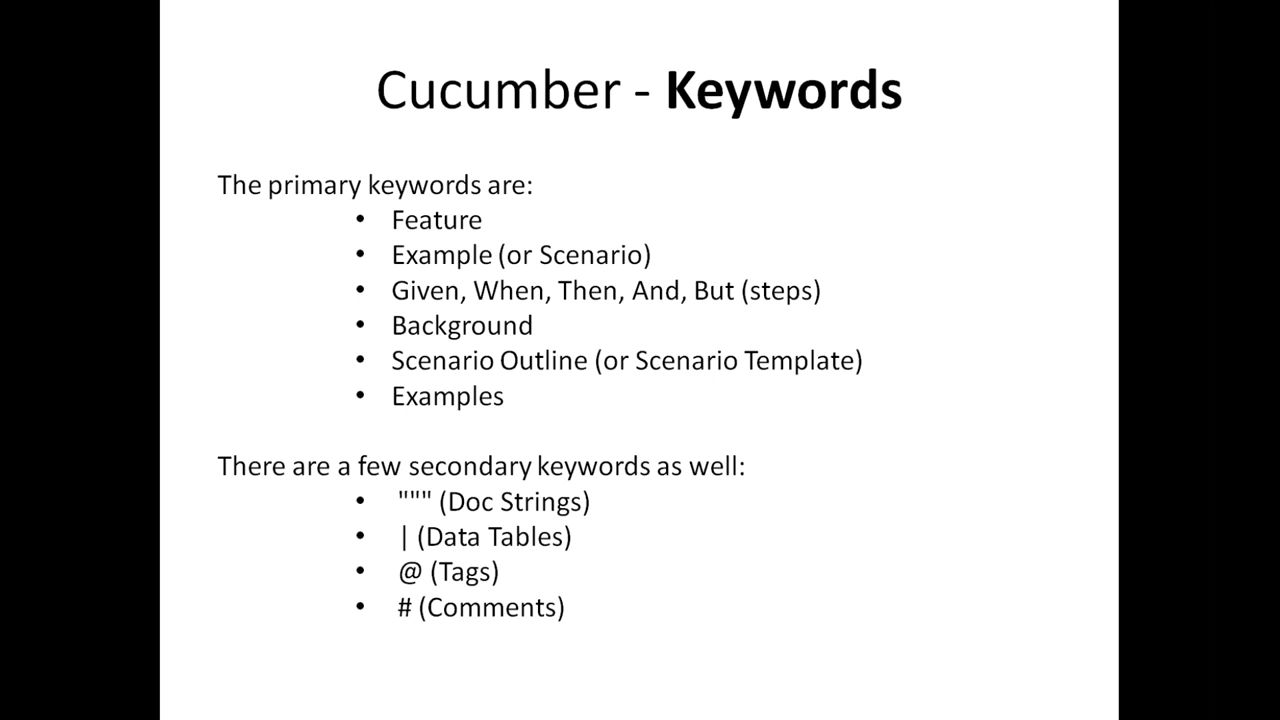 Cucumber - Keywords
The primary keywords are:
• Feature
• Example (or Scenario)
• Given, When, Then, And, But (steps)
• Background
• Scenario Outline (or Scenario Template)
• Examples
There are a few secondary keywords as well:
• """ (Doc Strings)
• | (Data Tables)
• @ (Tags)
• # (Comments)